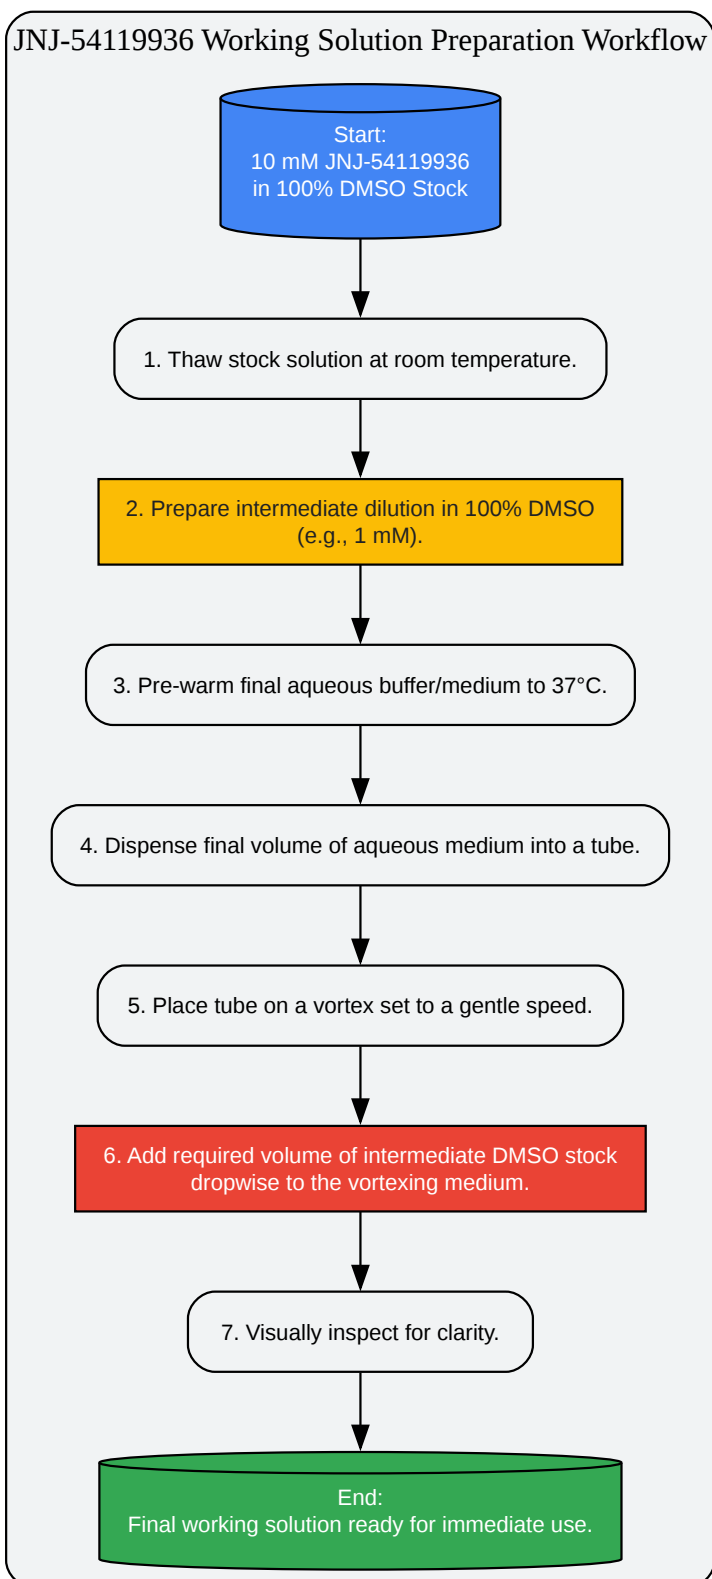 JNJ-54119936 Working Solution Preparation Workflow
Start:
10 mM JNJ-54119936
in 100% DMSO Stock
1. Thaw stock solution at room temperature.
2. Prepare intermediate dilution in 100% DMSO
(e.g., 1 mM).
3. Pre-warm final aqueous buffer/medium to 37°C.
4. Dispense final volume of aqueous medium into a tube.
5. Place tube on a vortex set to a gentle speed.
6. Add required volume of intermediate DMSO stock
dropwise to the vortexing medium.
7. Visually inspect for clarity.
End:
Final working solution ready for immediate use.